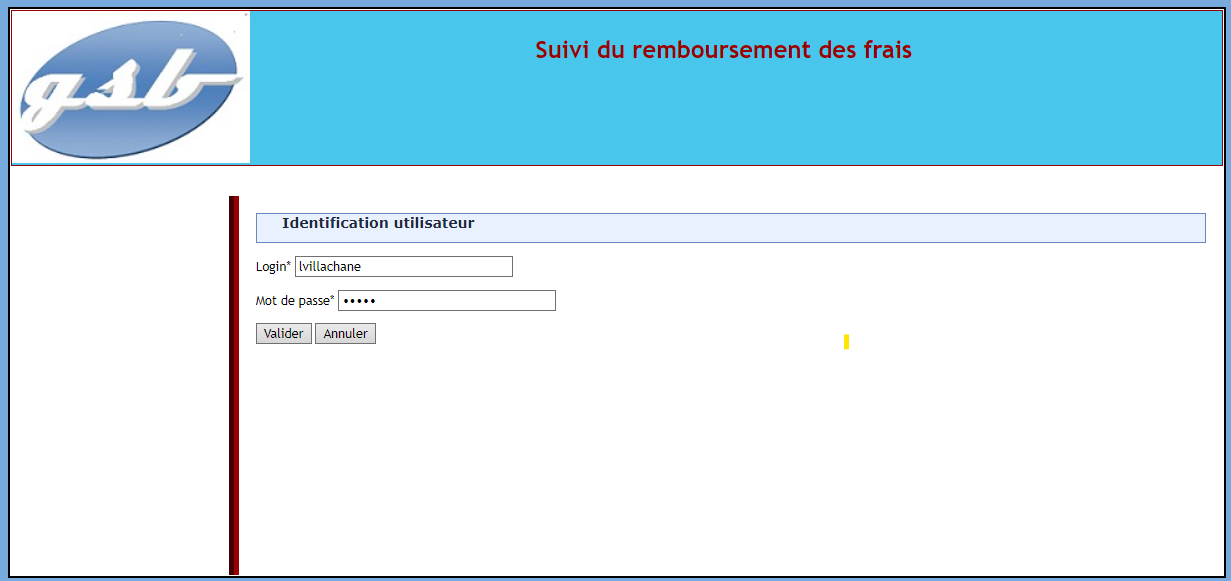 gsb
Suivi du remboursement des frais
Identification utilisateur
Login* lvillachane
Mot de passe* •••••
Valider Annuler